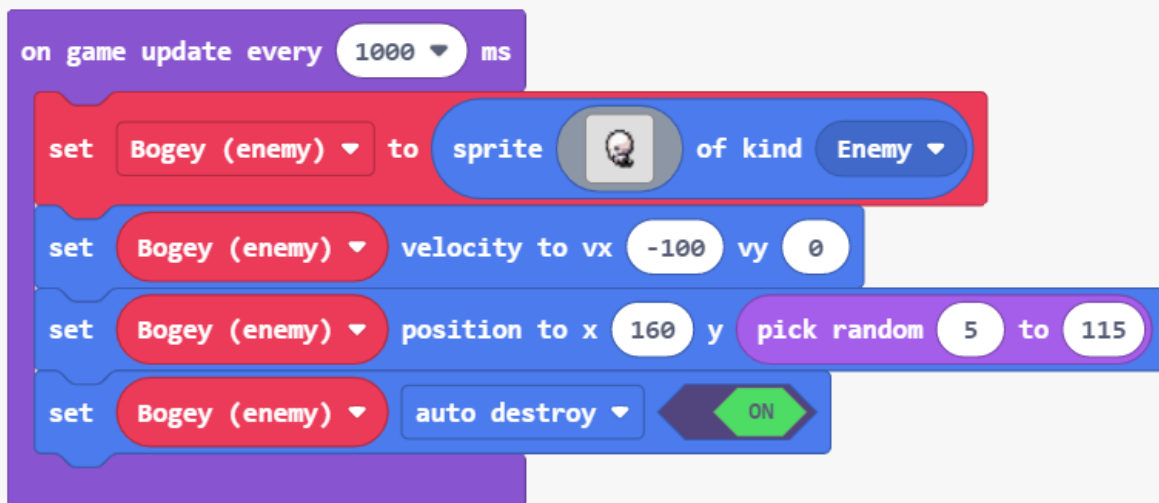 on game update every 1000 ms
set Bogey (enemy) to sprite of kind Enemy
set Bogey (enemy) velocity to vx -100 vy 0
set Bogey (enemy) position to x 160 y pick random 5 to 115
set Bogey (enemy) auto destroy ON